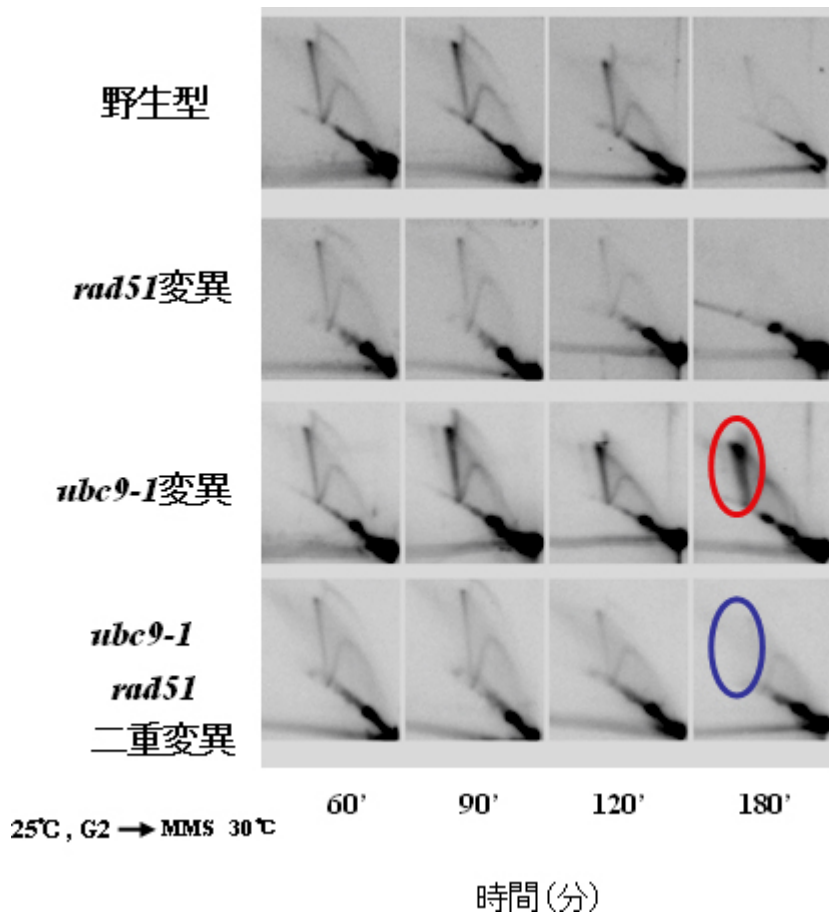 野生型
rad51変異
ubc9-1変異
ubc9-1
rad51
二重変異
60’ 90’ 120’ 180’
25℃, G2 → MMS 30℃
時間(分)